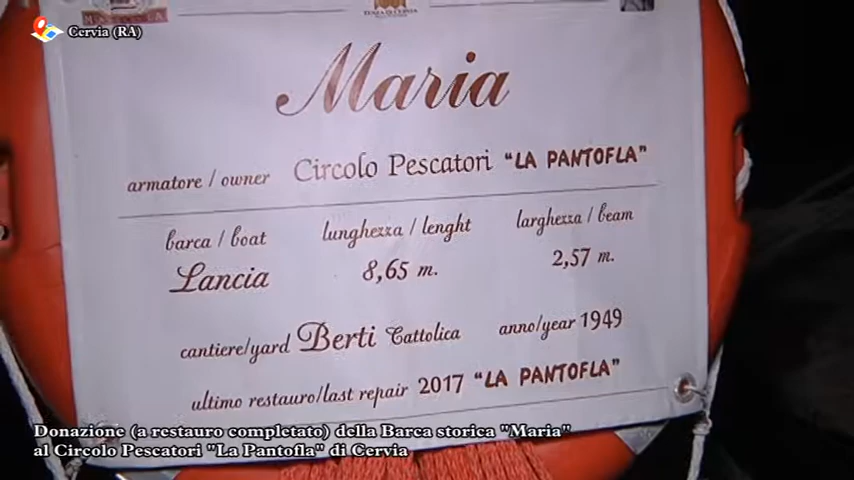 Cervia (RA)
Maria
armatore / owner Circolo Pescatori "LA PANTOFLA"
barca / boat lunghezza / lenght larghezza / beam
Lancia 8,65 m. 2,57 m.
cantiere/yard Berti Cattolica anno/year 1949
ultimo restauro/last repair 2017 "LA PANTOFLA"
Donazione (a restauro completato) della Barca storica "Maria"
al Circolo Pescatori "La Pantofla" di Cervia